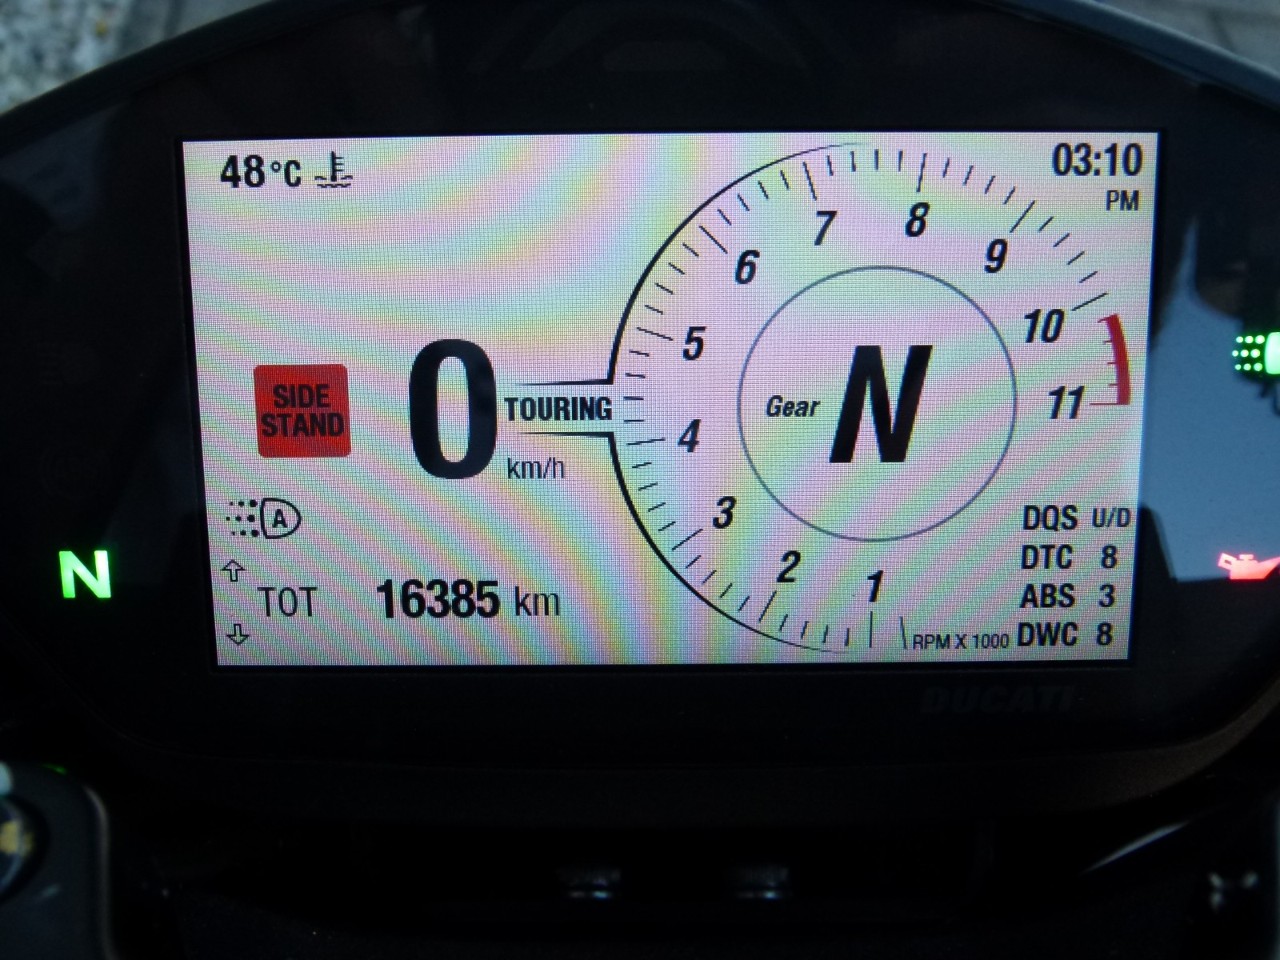 48°C
03:10
PM
7
8
6
9
5
10
SIDE
STAND
0
TOURING
Gear
N
11
4
km/h
A
3
DQS U/D
2
DTC 8
1
N
TOT 16385 km
ABS 3
RPM X 1000
DWC 8
DUCATI